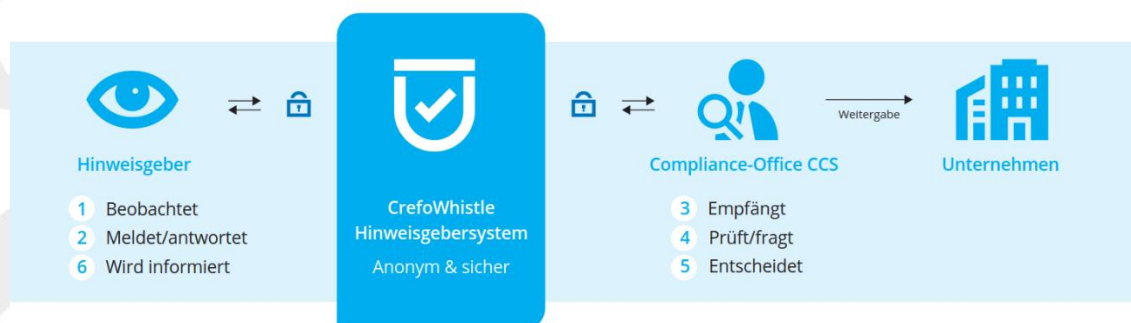 Weitergabe
Hinweisgeber
Compliance-Office CCS
Unternehmen
1 Beobachtet
2 Meldet/antwortet
6 Wird informiert
CrefoWhistle
Hinweisgebersystem
Anonym & sicher
3 Empfängt
4 Prüft/fragt
5 Entscheidet